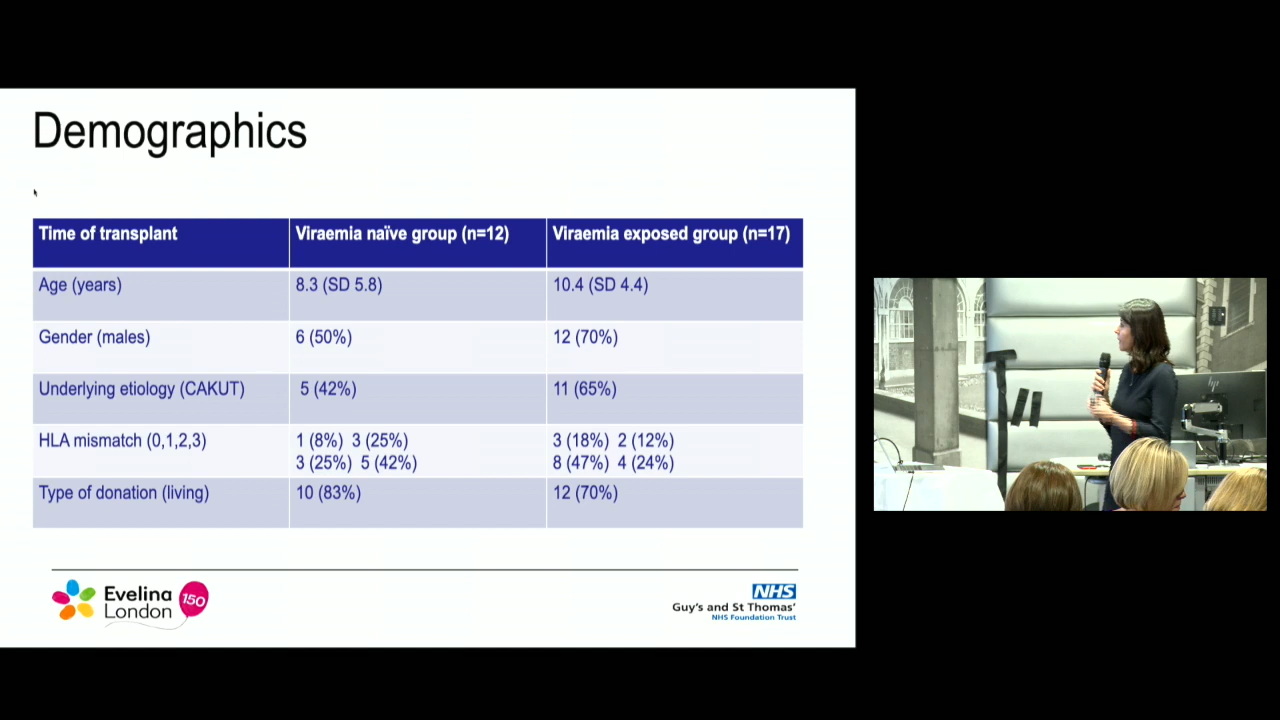 Demographics
Time of transplant
Viraemia naïve group (n=12)
Viraemia exposed group (n=17)
Age (years)
8.3 (SD 5.8)
10.4 (SD 4.4)
Gender (males)
6 (50%)
12 (70%)
Underlying etiology (CAKUT)
5 (42%)
11 (65%)
HLA mismatch (0,1,2,3)
1 (8%) 3 (25%)
3 (25%) 5 (42%)
3 (18%) 2 (12%)
8 (47%) 4 (24%)
Type of donation (living)
10 (83%)
12 (70%)
Evelina
London
150
NHS
Guy's and St Thomas'
NHS Foundation Trust
hp